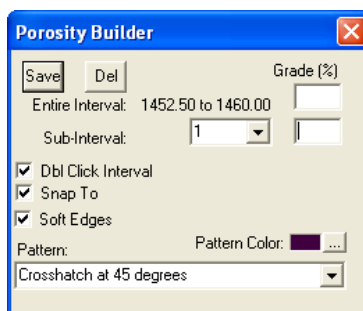 Porosity Builder
Save Del Grade (%)
Entire Interval: 1452.50 to 1460.00
Sub-Interval: 1
Dbl Click Interval
Snap To
Soft Edges
Pattern: Pattern Color: ...
Crosshatch at 45 degrees